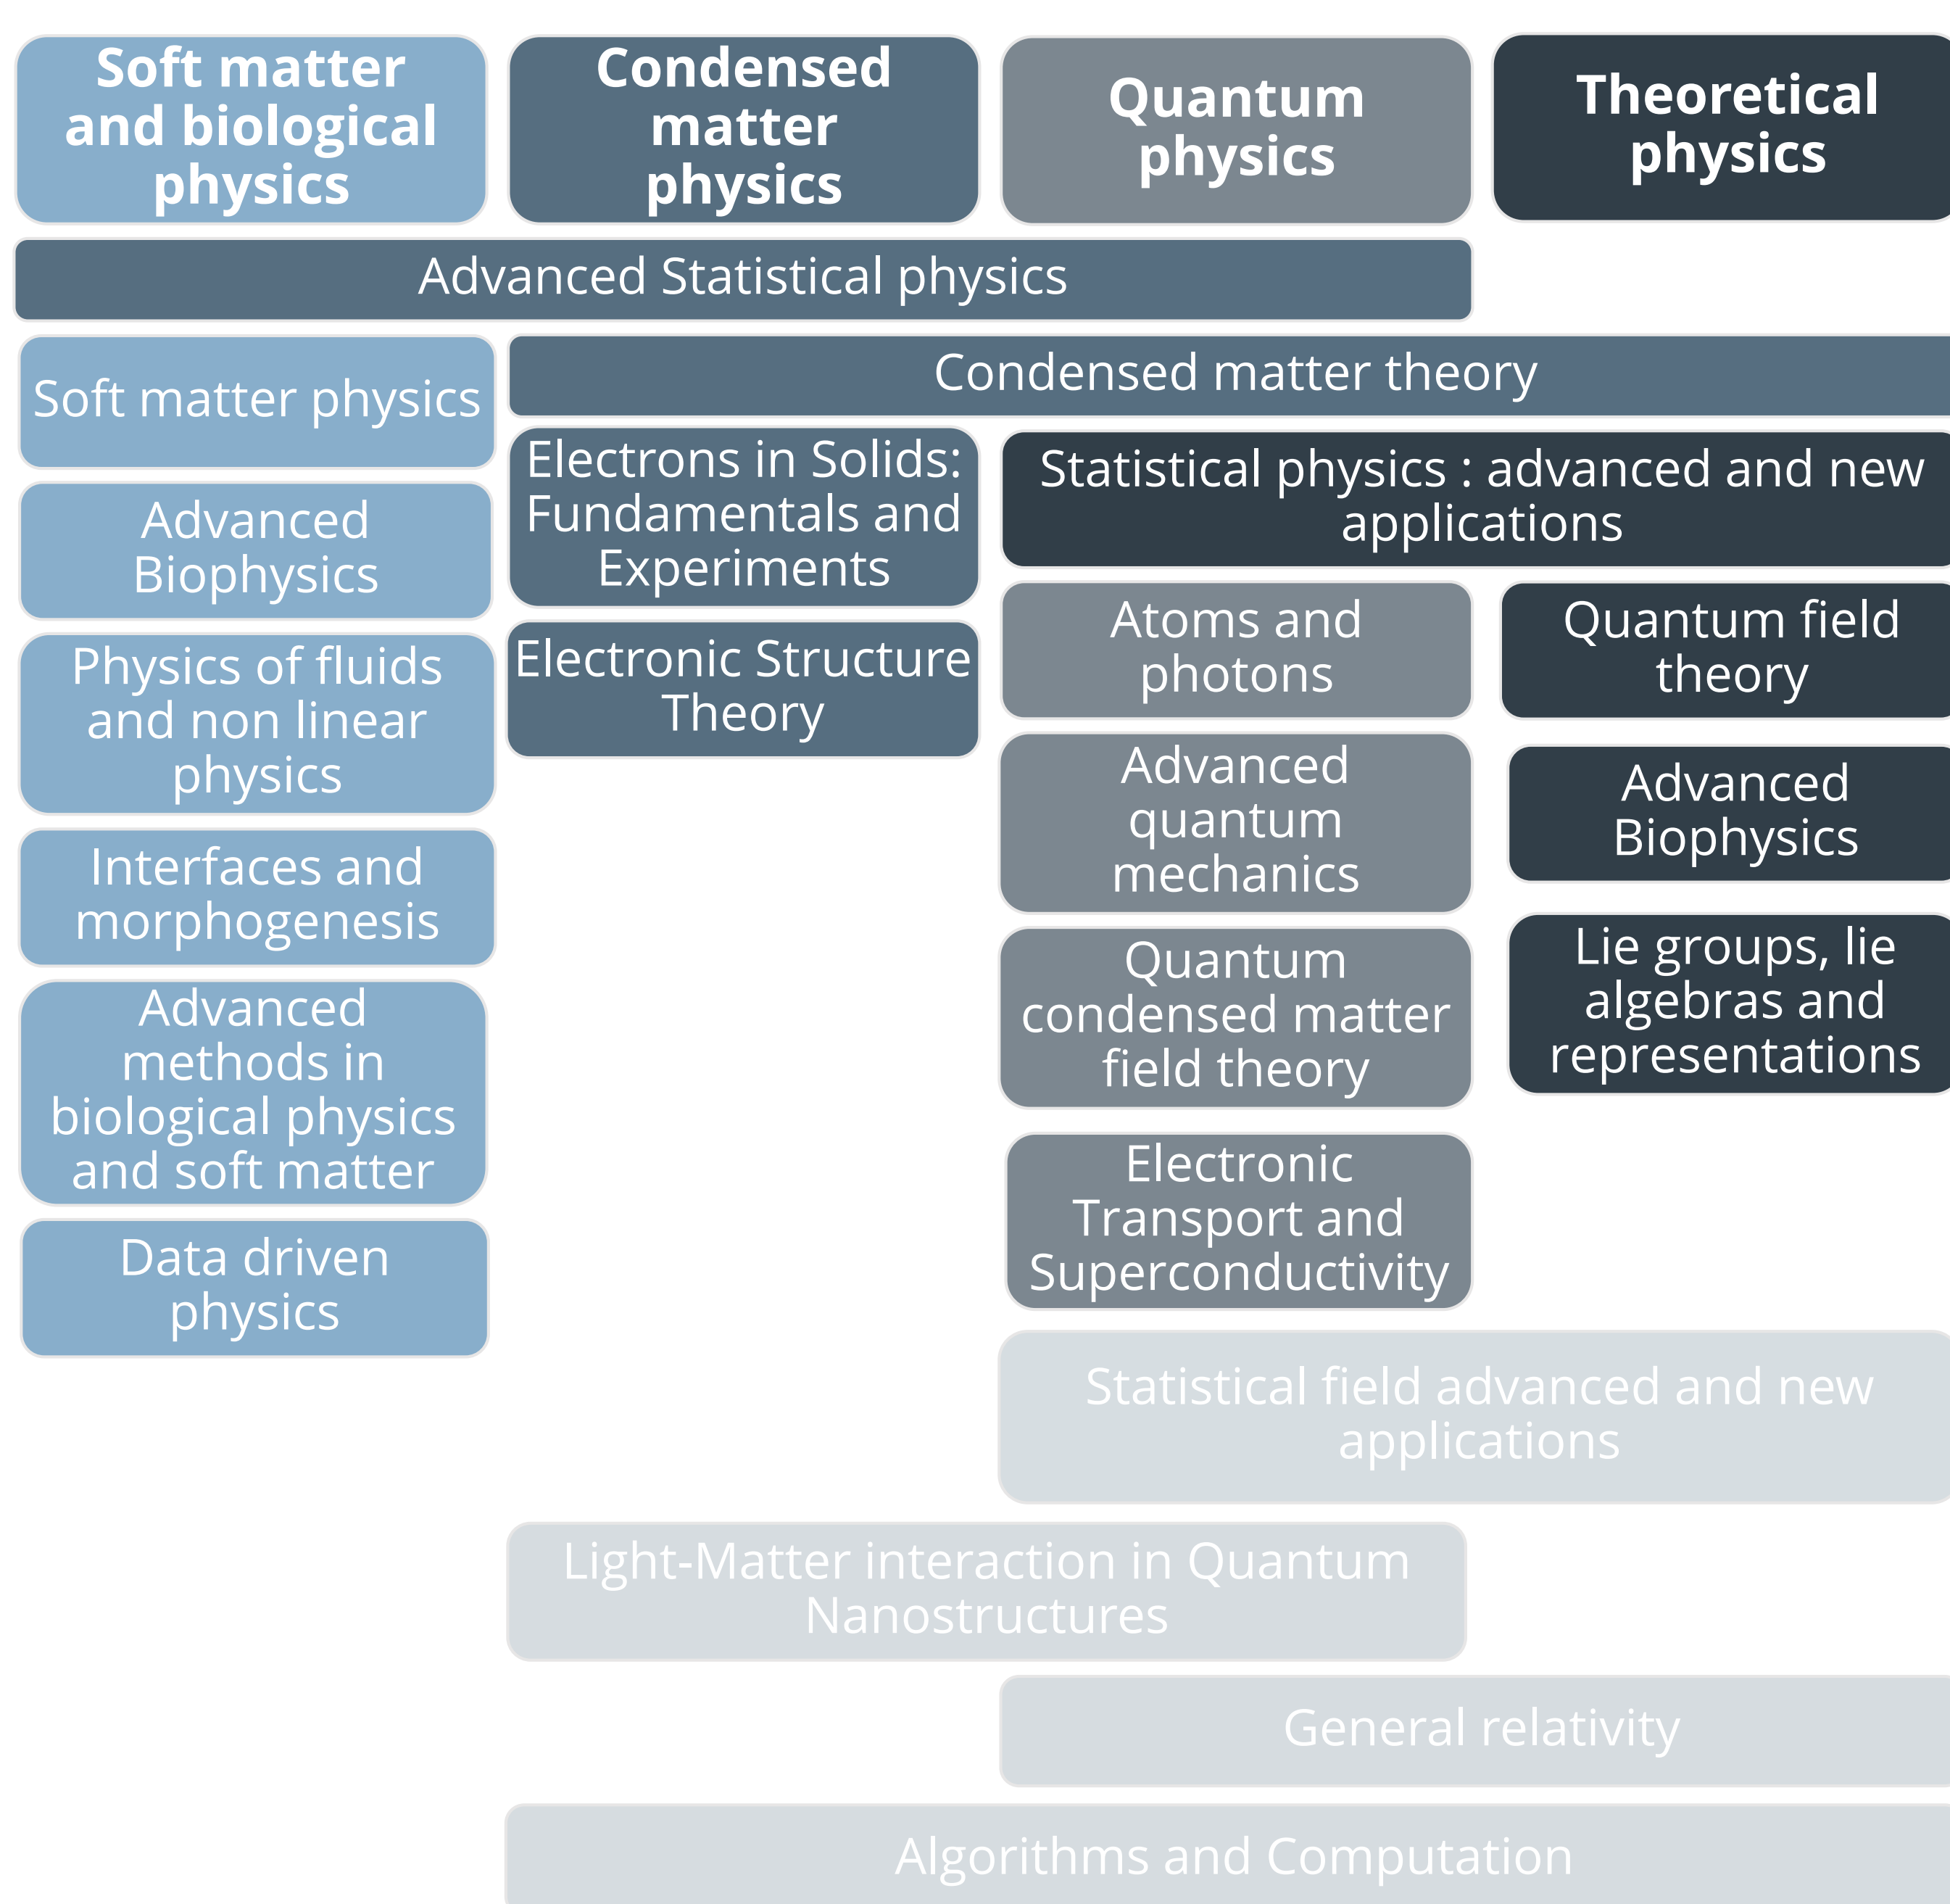 Soft matter
and biological
physics
Condensed
matter
physics
Quantum
physics
Theoretical
physics
Advanced Statistical physics
Soft matter physics
Condensed matter theory
Advanced
Biophysics
Electrons in Solids:
Fundamentals and
Experiments
Statistical physics : advanced and new
applications
Physics of fluids
and non linear
physics
Electronic Structure
Theory
Atoms and
photons
Quantum field
theory
Interfaces and
morphogenesis
Advanced
quantum
mechanics
Advanced
Biophysics
Advanced
methods in
biological physics
and soft matter
Quantum
condensed matter
field theory
Lie groups, lie
algebras and
representations
Data driven
physics
Electronic
Transport and
Superconductivity
Statistical field advanced and new
applications
Light-Matter interaction in Quantum
Nanostructures
General relativity
Algorithms and Computation